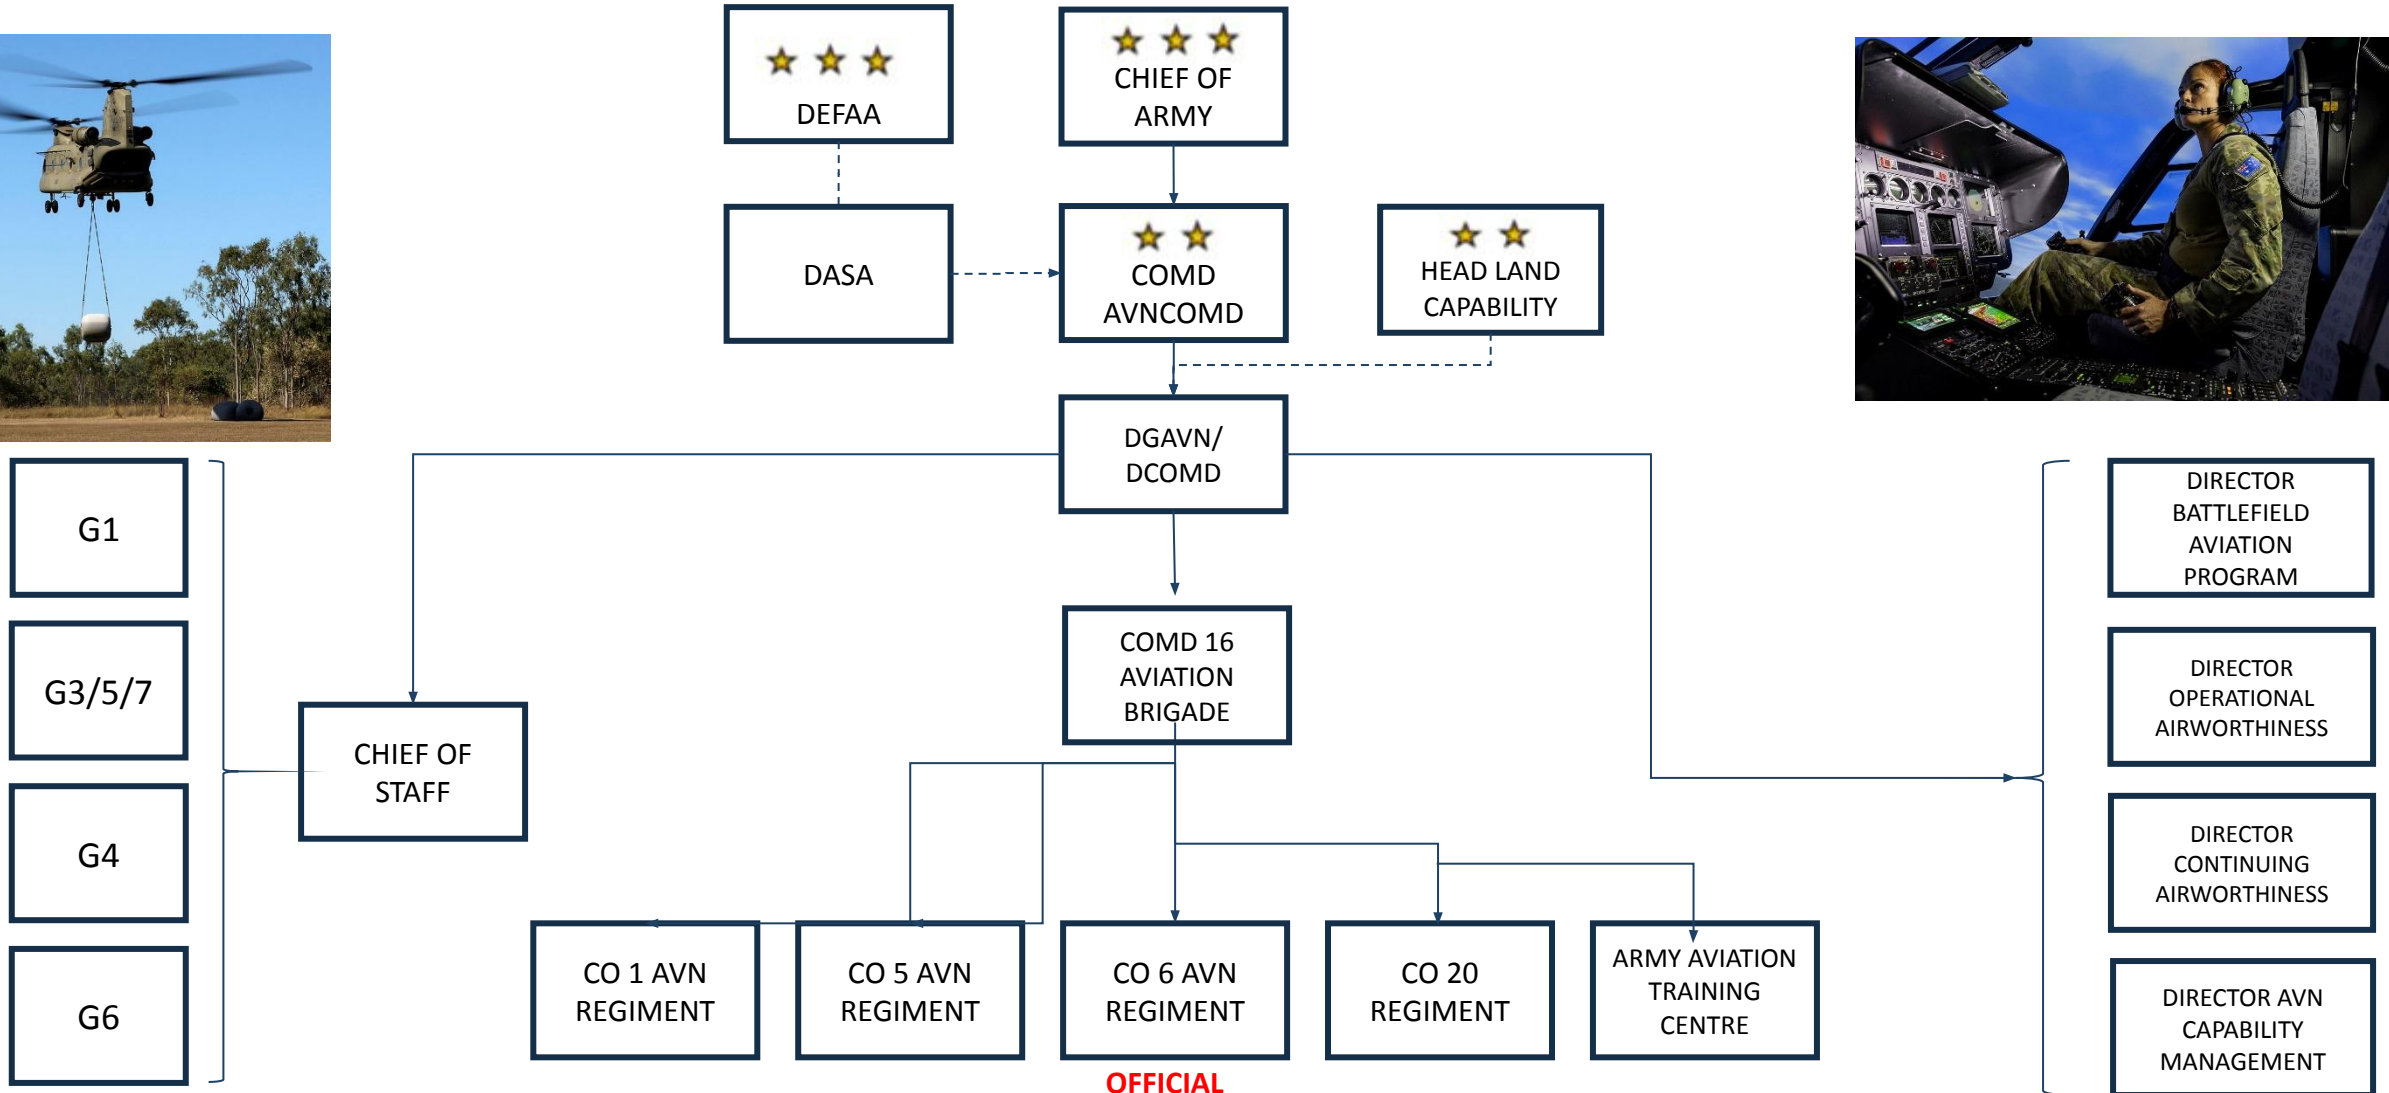 DEFAA
CHIEF OF
ARMY
DASA
COMD
AVNCOMD
HEAD LAND
CAPABILITY
DGAVN/
DCOMD
G1
G3/5/7
G4
G6
CHIEF OF
STAFF
COMD 16
AVIATION
BRIGADE
DIRECTOR
BATTLEFIELD
AVIATION
PROGRAM
DIRECTOR
OPERATIONAL
AIRWORTHINESS
DIRECTOR
CONTINUING
AIRWORTHINESS
DIRECTOR AVN
CAPABILITY
MANAGEMENT
CO 1 AVN
REGIMENT
CO 5 AVN
REGIMENT
CO 6 AVN
REGIMENT
CO 20
REGIMENT
ARMY AVIATION
TRAINING
CENTRE
OFFICIAL